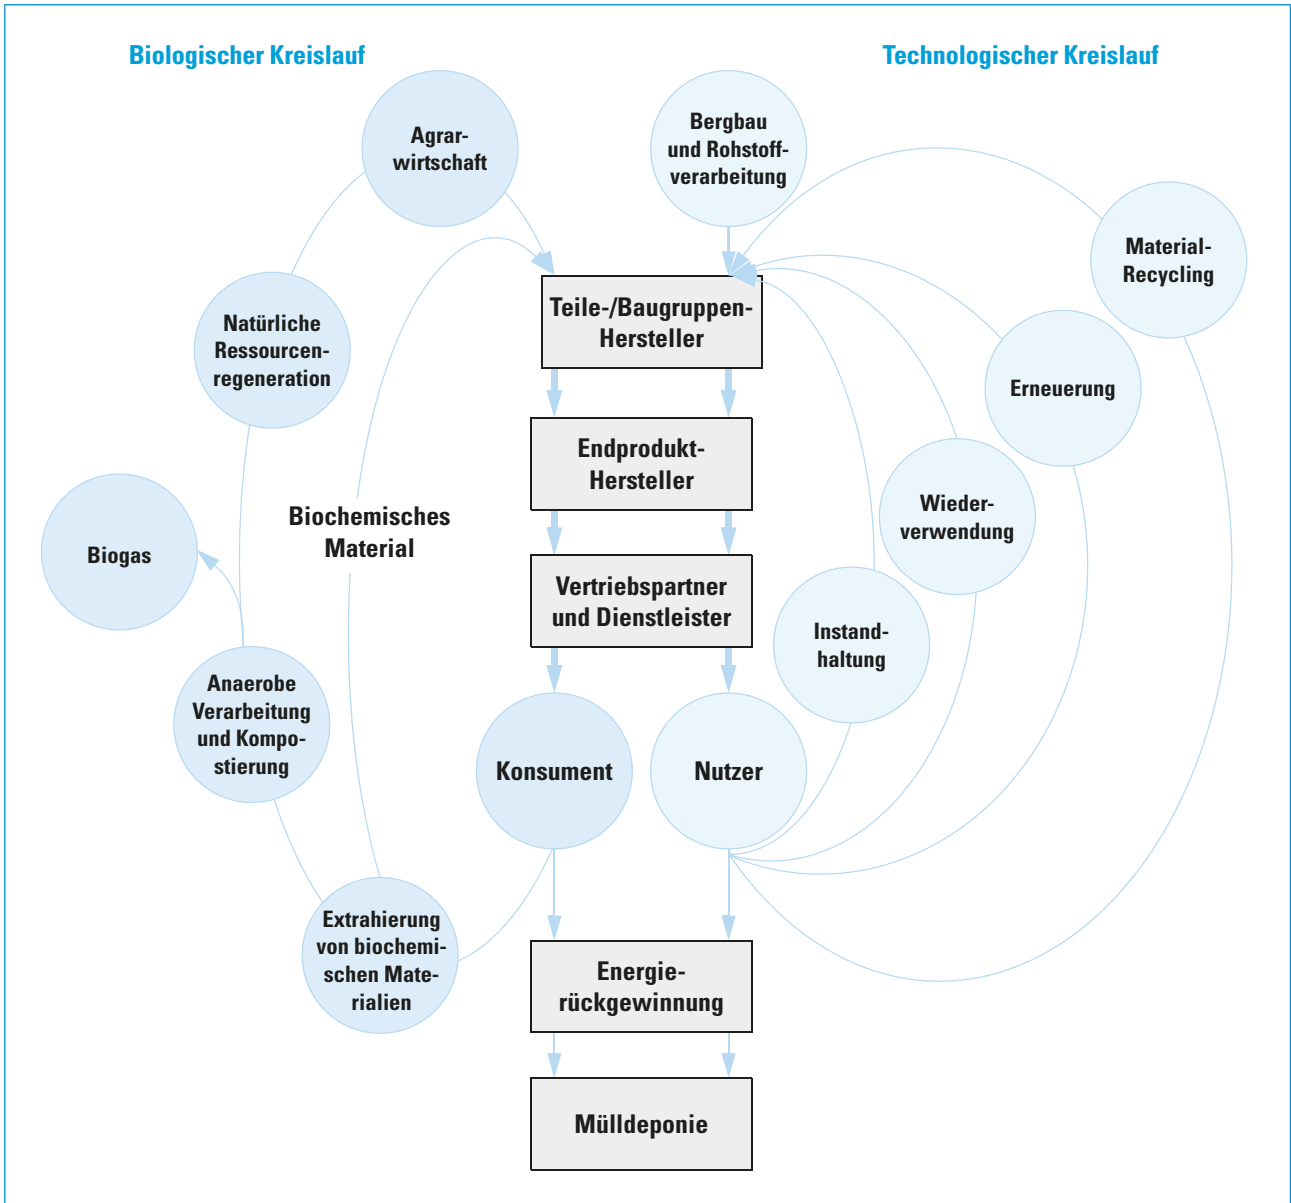 Biologischer Kreislauf
Technologischer Kreislauf
Agrar-
wirtschaft
Bergbau
und Rohstoff-
verarbeitung
Material-
Recycling
Teile-/Baugruppen-
Hersteller
Natürliche
Ressourcen-
regeneration
Erneuerung
Endprodukt-
Hersteller
Wieder-
verwendung
Biochemisches
Material
Biogas
Vertriebspartner
und Dienstleister
Instand-
haltung
Anaerobe
Verarbeitung
und Kompo-
stierung
Konsument
Nutzer
Extrahierung
von biochemi-
schen Mate-
rialien
Energie-
rückgewinnung
Mülldeponie